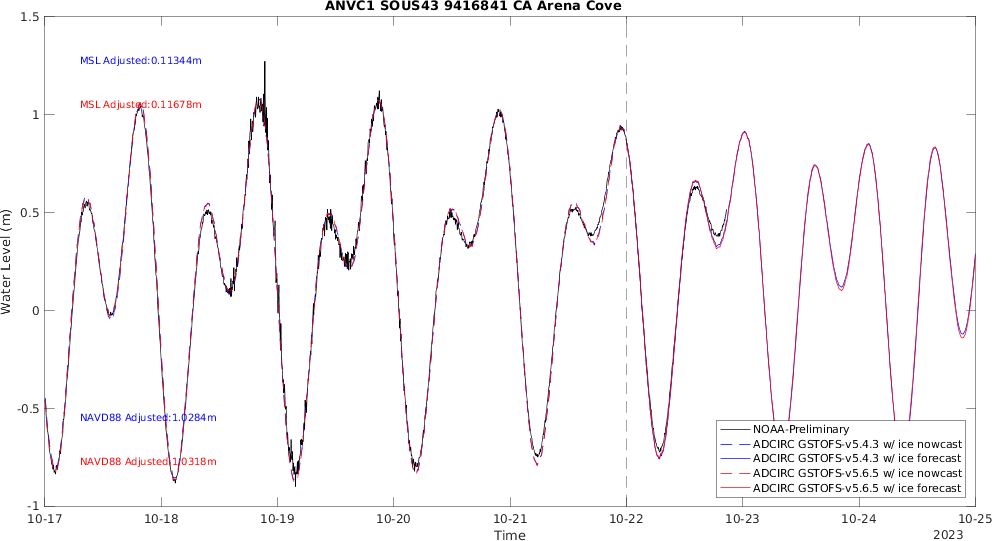 ANVC1 SOUS43 9416841 CA Arena Cove
1.5
MSL Adjusted:0.11344m
MSL Adjusted:0.11678m
1
0.5
Water Level (m)
0
-0.5
NAVD88 Adjusted:1.0284m
NAVD88 Adjusted:1.0318m
NOAA-Preliminary
ADCIRC GSTOFS-v5.4.3 w/ ice nowcast
ADCIRC GSTOFS-v5.4.3 w/ ice forecast
ADCIRC GSTOFS-v5.6.5 w/ ice nowcast
ADCIRC GSTOFS-v5.6.5 w/ ice forecast
-1
10-17 10-18 10-19 10-20 10-21 10-22 10-23 10-24 10-25
Time
2023